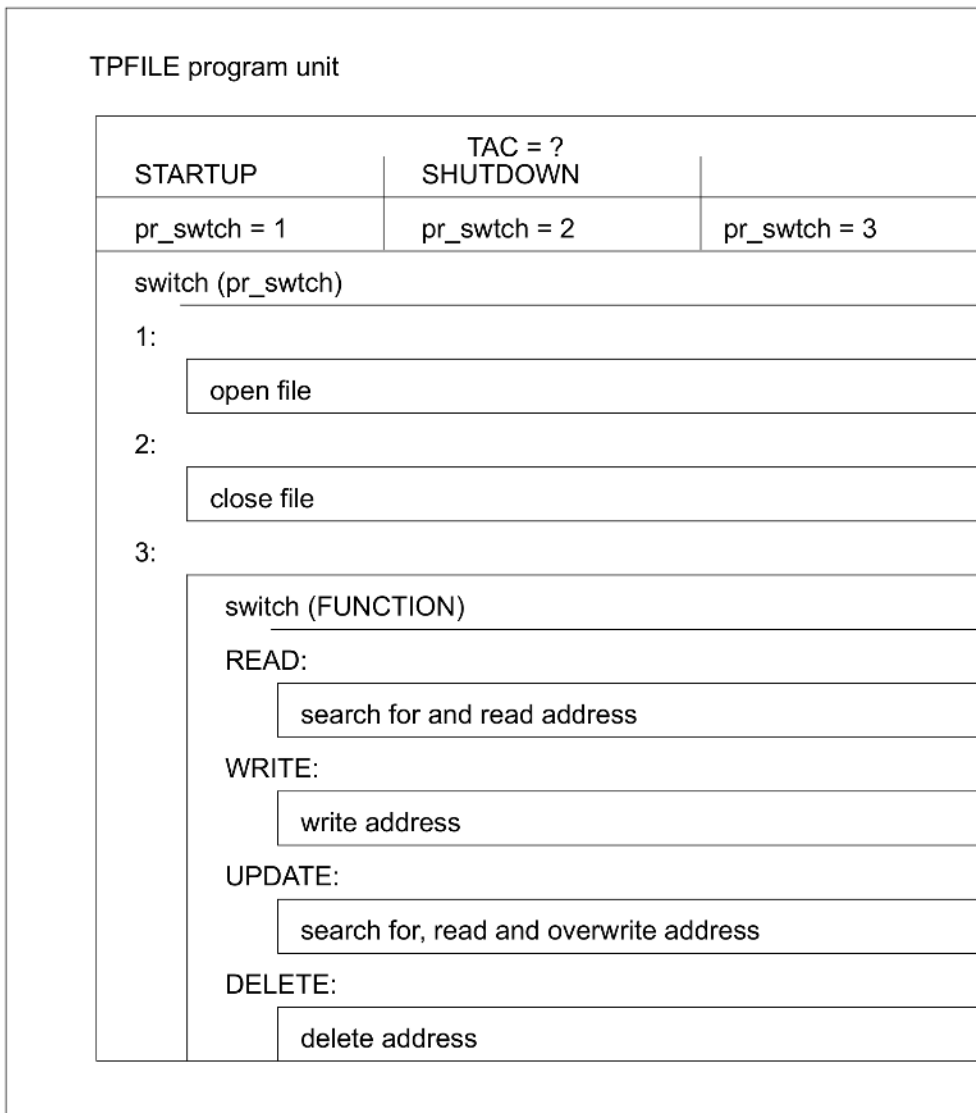 TPFILE program unit
TAC = ?
STARTUP SHUTDOWN
pr_swtch = 1 pr_swtch = 2 pr_swtch = 3
switch (pr_swtch)
1:
open file
2:
close file
3:
switch (FUNCTION)
READ:
search for and read address
WRITE:
write address
UPDATE:
search for, read and overwrite address
DELETE:
delete address